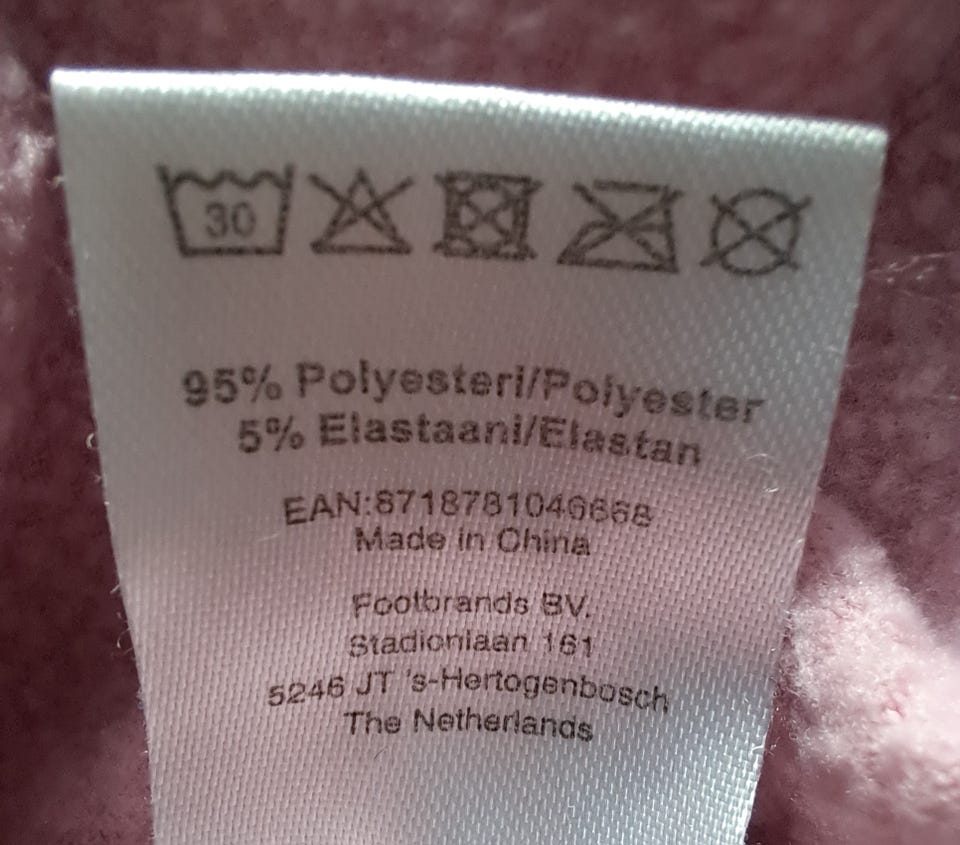 30
95% Polyesteri/Polyester
5% Elastaani/Elastan
EAN:8718781046668
Made in China
Footbrands BV.
Stadionlaan 161
5246 JT 's-Hertogenbosch
The Netherlands